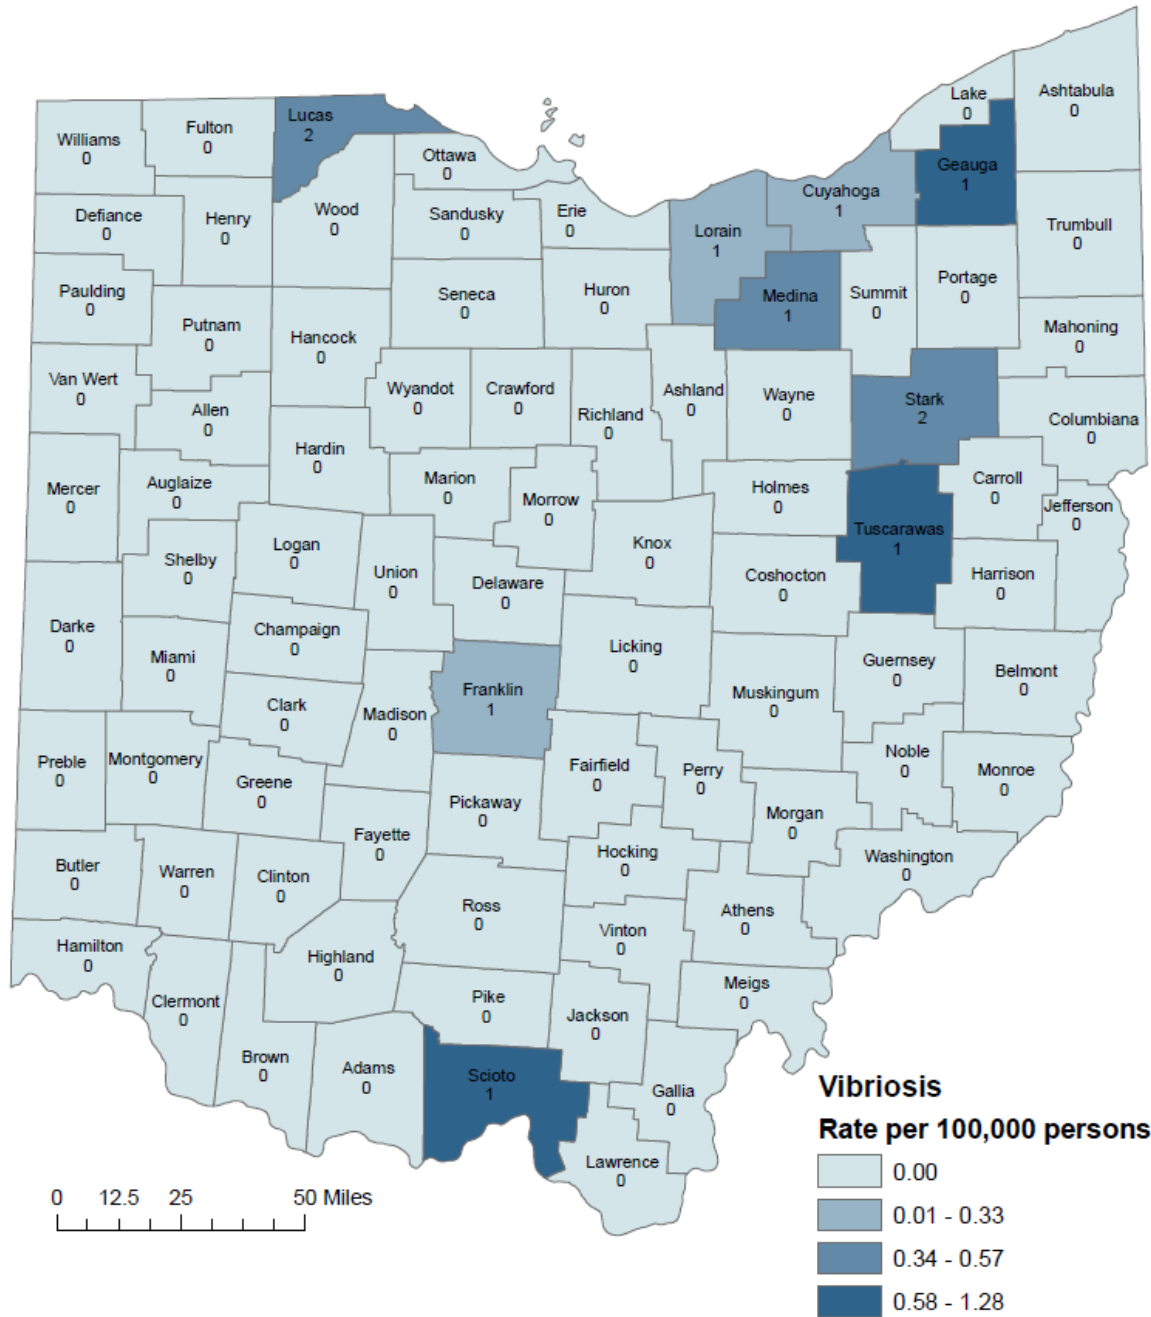 Lake
0
Ashtabula
0
Williams
0
Fulton
0
Lucas
2
Ottawa
0
Geauga
1
Cuyahoga
1
Defiance
0
Henry
0
Wood
0
Sandusky
0
Erie
0
Lorain
1
Trumbull
0
Paulding
0
Putnam
0
Hancock
0
Seneca
0
Huron
0
Medina
1
Summit
0
Portage
0
Mahoning
0
Van Wert
0
Allen
0
Wyandot
0
Crawford
0
Richland
0
Ashland
0
Wayne
0
Stark
2
Columbiana
0
Mercer
0
Auglaize
0
Hardin
0
Marion
0
Morrow
0
Holmes
0
Carroll
0
Jefferson
0
Shelby
0
Logan
0
Union
0
Delaware
0
Knox
0
Coshocton
0
Tuscarawas
1
Harrison
0
Darke
0
Miami
0
Champaign
0
Licking
0
Guernsey
0
Belmont
0
Clark
0
Madison
0
Franklin
1
Muskingum
0
Preble
0
Montgomery
0
Greene
0
Fairfield
0
Perry
0
Noble
0
Monroe
0
Pickaway
0
Morgan
0
Fayette
0
Butler
0
Warren
0
Clinton
0
Hocking
0
Washington
0
Ross
0
Athens
0
Hamilton
0
Highland
0
Vinton
0
Clermont
0
Pike
0
Jackson
0
Meigs
0
Brown
0
Adams
0
Scioto
1
Gallia
0
Lawrence
0
0 12.5 25 50 Miles
Vibriosis
Rate per 100,000 persons
0.00
0.01 - 0.33
0.34 - 0.57
0.58 - 1.28